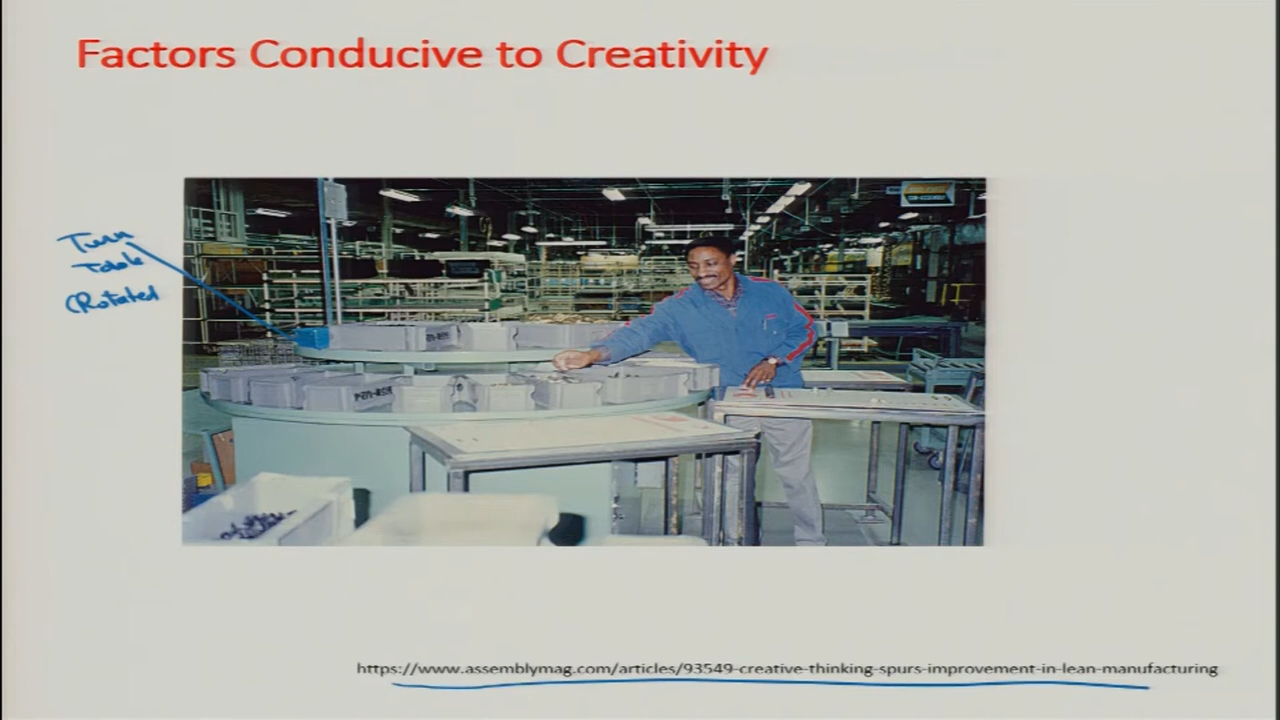 Factors Conducive to Creativity
Turn
Table
(Rotated
https://www.assemblymag.com/articles/93549-creative-thinking-spurs-improvement-in-lean-manufacturing